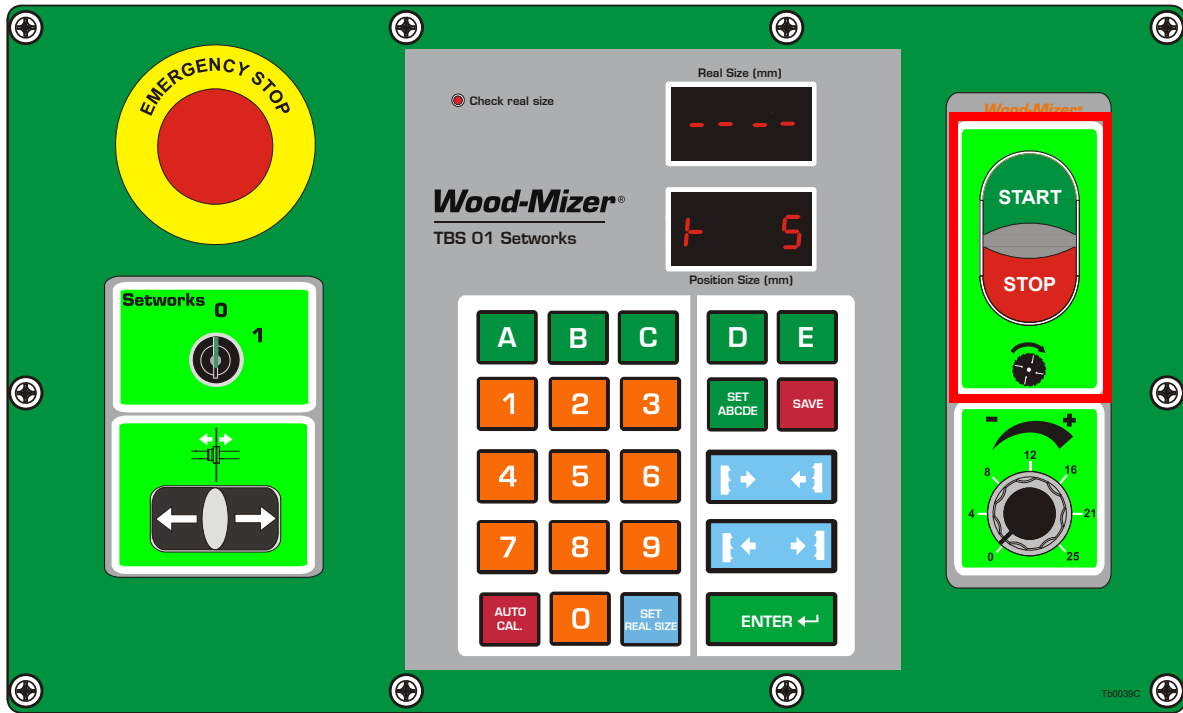 EMERGENCY STOP
Check real size
Real Size (mm)
- - - -
Wood-Mizer®
TBS 01 Setworks
⊦ 5
Position Size (mm)
Setworks
0
1
A B C D E
1 2 3
SET
ABCDE
SAVE
4 5 6
7 8 9
AUTO
CAL.
0
SET
REAL SIZE
ENTER
Wood-Mizer®
START
STOP
- +
0 4 8 12 16 21 25
Tb0039C